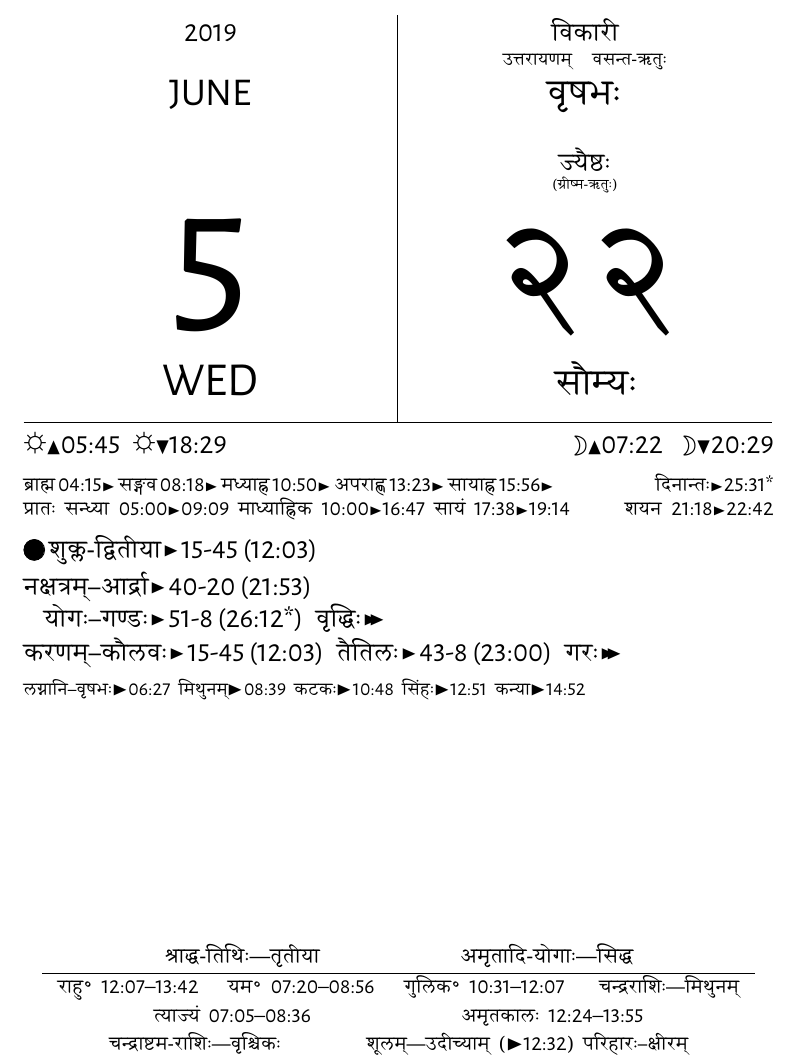 2019
JUNE
5
WED
विकारी
उत्तरायणम् वसन्त-ऋतुः
वृषभः
ज्यैष्ठः
(ग्रीष्म-ऋतुः)
२२
सौम्यः
☼▲05:45 ☼▼18:29 ☽▲07:22 ☽▼20:29
ब्राह्म 04:15► सङ्गव 08:18► मध्याह्न 10:50► अपराह्ण 13:23► सायाह्न 15:56► दिनान्तः►25:31*
प्रातः सन्ध्या 05:00►09:09 माध्याह्निक 10:00►16:47 सायं 17:38►19:14 शयन 21:18►22:42
●शुक्ल-द्वितीया►15-45 (12:03)
नक्षत्रम्–आर्द्रा►40-20 (21:53)
योगः–गण्डः►51-8 (26:12*) वृद्धिः►►
करणम्–कौलवः►15-45 (12:03) तैतिलः►43-8 (23:00) गरः►►
लग्नानि–वृषभः►06:27 मिथुनम्►08:39 कटकः►10:48 सिंहः►12:51 कन्या►14:52
श्राद्ध-तिथिः—तृतीया अमृतादि-योगाः—सिद्ध
राहु° 12:07–13:42 यम° 07:20–08:56 गुलिक° 10:31–12:07 चन्द्रराशिः—मिथुनम्
त्याज्यं 07:05–08:36 अमृतकालः 12:24–13:55
चन्द्राष्टम-राशिः—वृश्चिकः शूलम्—उदीच्याम् (►12:32) परिहारः–क्षीरम्